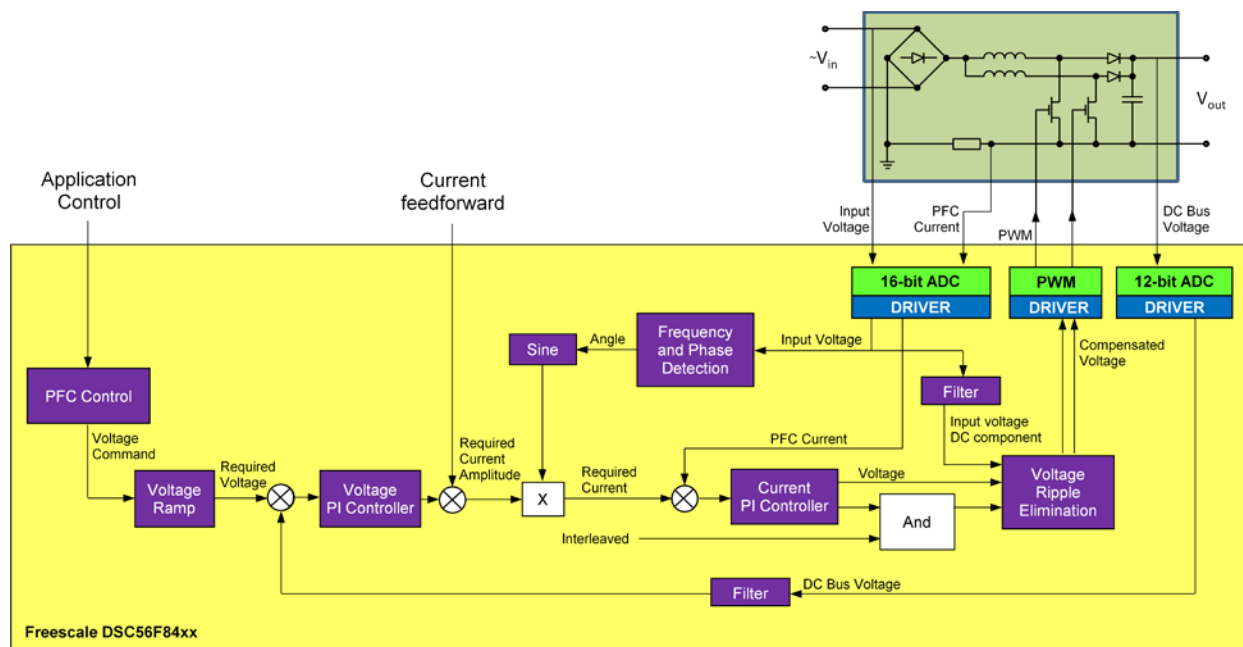 ~Vin
Vout
Application
Control
Current
feedforward
Input
Voltage
PFC
Current
PWM
DC Bus
Voltage
16-bit ADC
DRIVER
PWM
DRIVER
12-bit ADC
DRIVER
Sine
Angle
Frequency
and Phase
Detection
Input Voltage
Compensated
Voltage
Filter
PFC Control
Input voltage
DC component
Voltage
Command
Required
Current
Amplitude
PFC Current
Required
Voltage
Voltage
Ramp
Voltage
PI Controller
X
Required
Current
Current
PI Controller
Voltage
Voltage
Ripple
Elimination
And
Interleaved
Filter
DC Bus Voltage
Freescale DSC56F84xx